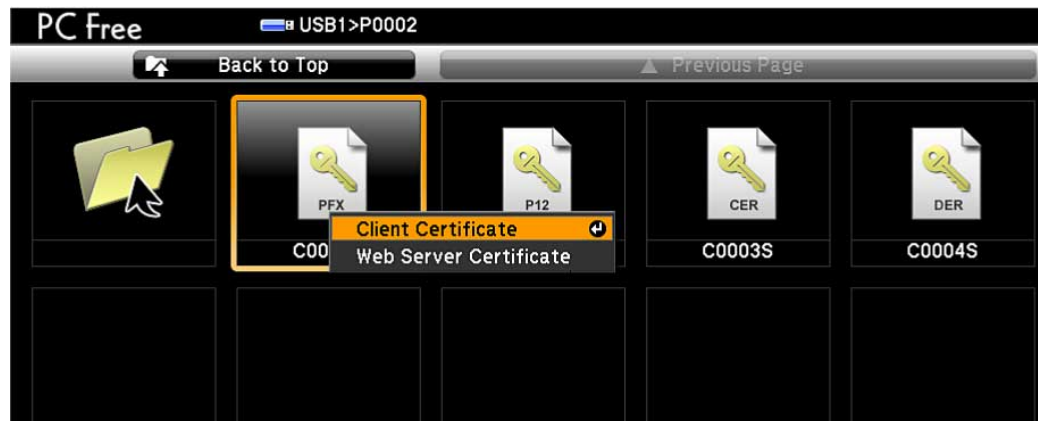 PC Free
USB1>P0002
Back to Top
Previous Page
PFX
P12
CER
DER
Client Certificate
Web Server Certificate
C00
C0003S
C0004S